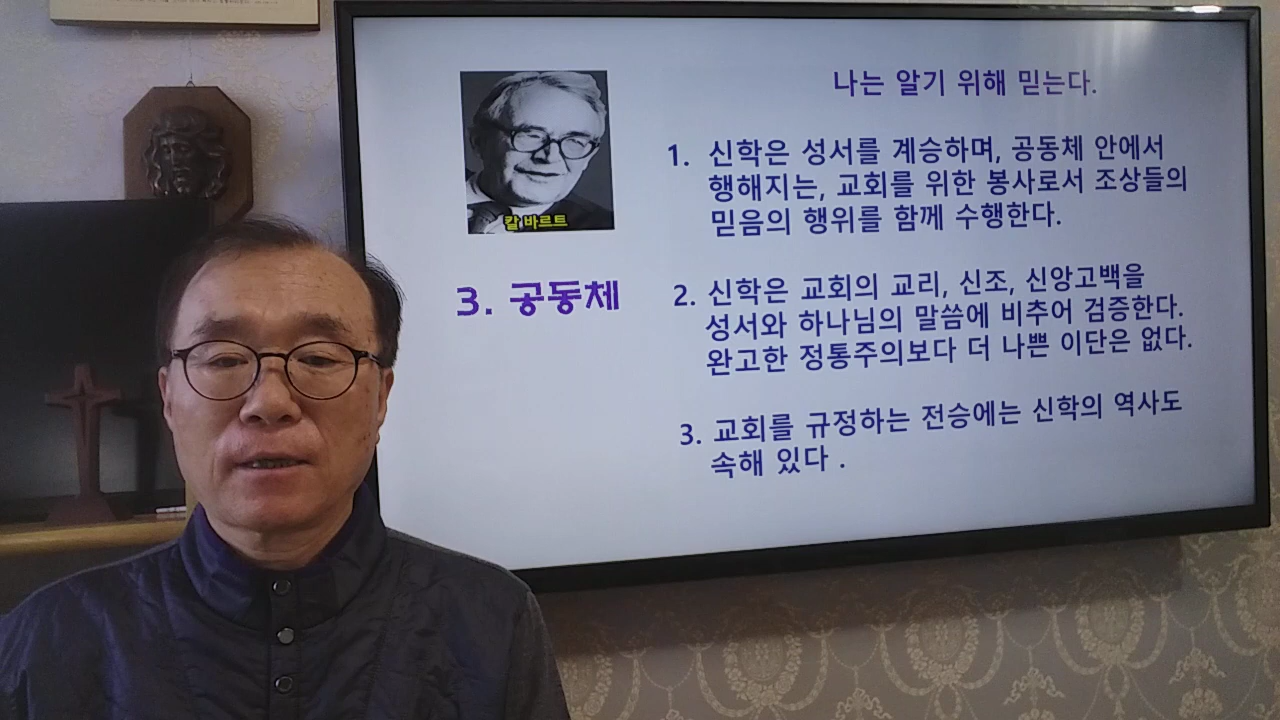 나는 알기 위해 믿는다.
칼 바르트
3. 공동체
1. 신학은 성서를 계승하며, 공동체 안에서
행해지는, 교회를 위한 봉사로서 조상들의
믿음의 행위를 함께 수행한다.
2. 신학은 교회의 교리, 신조, 신앙고백을
성서와 하나님의 말씀에 비추어 검증한다.
완고한 정통주의보다 더 나쁜 이단은 없다.
3. 교회를 규정하는 전승에는 신학의 역사도
속해 있다 .